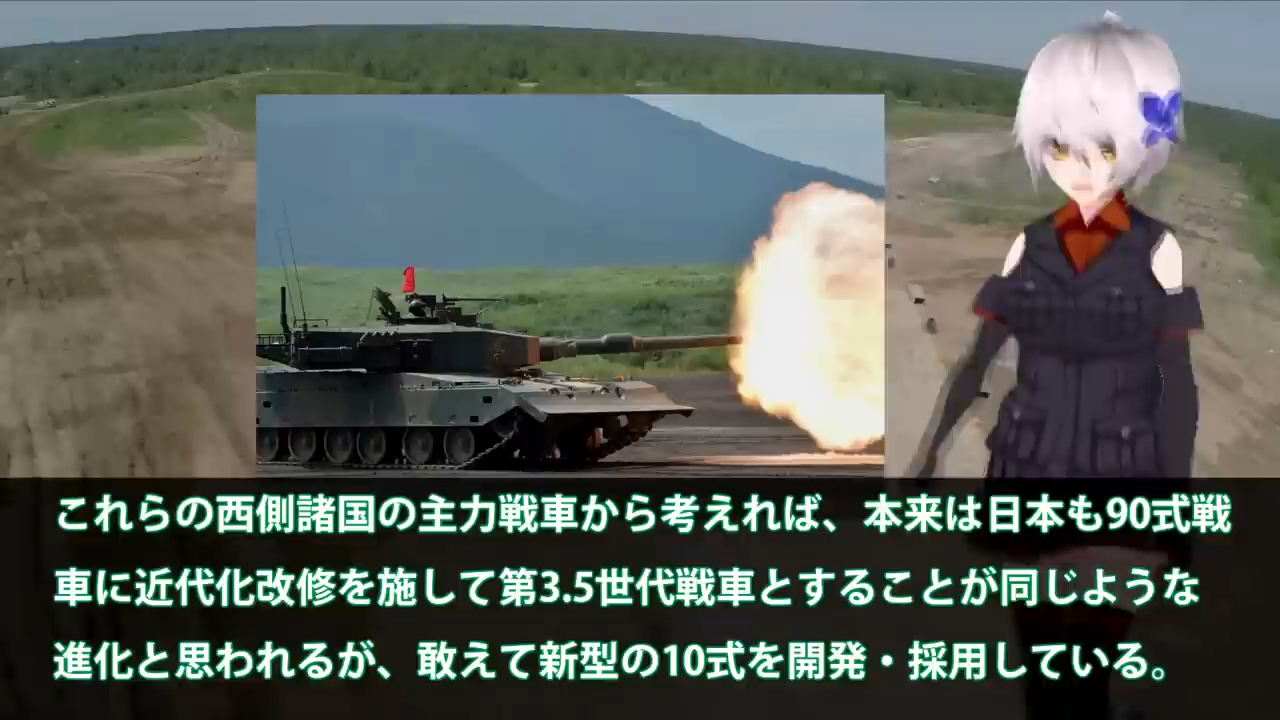 これらの西側諸国の主力戦車から考えれば、本来は日本も90式戦
車に近代化改修を施して第3.5世代戦車とすることが同じような
進化と思われるが、敢えて新型の10式を開発・採用している。